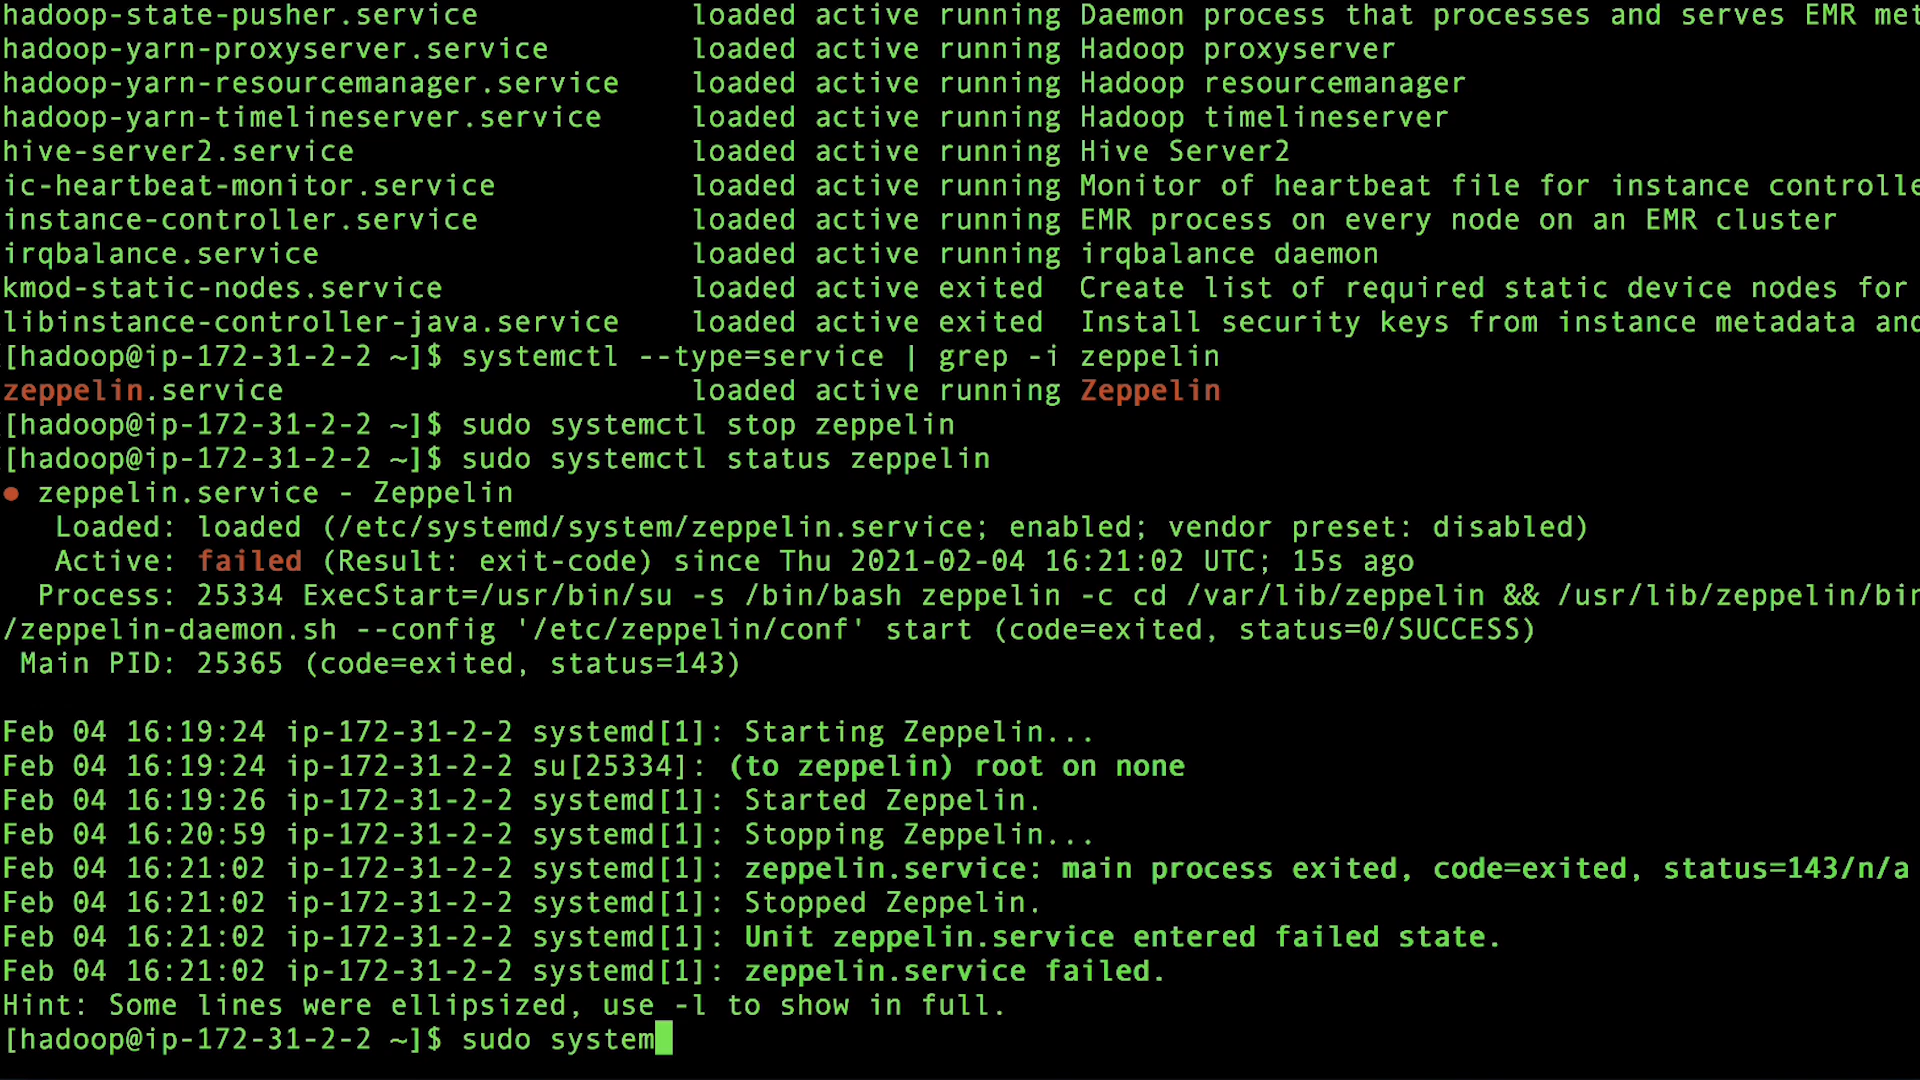 hadoop-state-pusher.service loaded active running Daemon process that processes and serves EMR met
hadoop-yarn-proxyserver.service loaded active running Hadoop proxyserver
hadoop-yarn-resourcemanager.service loaded active running Hadoop resourcemanager
hadoop-yarn-timelineserver.service loaded active running Hadoop timelineserver
hive-server2.service loaded active running Hive Server2
ic-heartbeat-monitor.service loaded active running Monitor of heartbeat file for instance controlle
instance-controller.service loaded active running EMR process on every node on an EMR cluster
irqbalance.service loaded active running irqbalance daemon
kmod-static-nodes.service loaded active exited Create list of required static device nodes for
libinstance-controller-java.service loaded active exited Install security keys from instance metadata and
[hadoop@ip-172-31-2-2 ~]$ systemctl --type=service | grep -i zeppelin
zeppelin.service loaded active running Zeppelin
[hadoop@ip-172-31-2-2 ~]$ sudo systemctl stop zeppelin
[hadoop@ip-172-31-2-2 ~]$ sudo systemctl status zeppelin
● zeppelin.service - Zeppelin
Loaded: loaded (/etc/systemd/system/zeppelin.service; enabled; vendor preset: disabled)
Active: failed (Result: exit-code) since Thu 2021-02-04 16:21:02 UTC; 15s ago
Process: 25334 ExecStart=/usr/bin/su -s /bin/bash zeppelin -c cd /var/lib/zeppelin && /usr/lib/zeppelin/bin
/zeppelin-daemon.sh --config '/etc/zeppelin/conf' start (code=exited, status=0/SUCCESS)
Main PID: 25365 (code=exited, status=143)
Feb 04 16:19:24 ip-172-31-2-2 systemd[1]: Starting Zeppelin...
Feb 04 16:19:24 ip-172-31-2-2 su[25334]: (to zeppelin) root on none
Feb 04 16:19:26 ip-172-31-2-2 systemd[1]: Started Zeppelin.
Feb 04 16:20:59 ip-172-31-2-2 systemd[1]: Stopping Zeppelin...
Feb 04 16:21:02 ip-172-31-2-2 systemd[1]: zeppelin.service: main process exited, code=exited, status=143/n/a
Feb 04 16:21:02 ip-172-31-2-2 systemd[1]: Stopped Zeppelin.
Feb 04 16:21:02 ip-172-31-2-2 systemd[1]: Unit zeppelin.service entered failed state.
Feb 04 16:21:02 ip-172-31-2-2 systemd[1]: zeppelin.service failed.
Hint: Some lines were ellipsized, use -l to show in full.
[hadoop@ip-172-31-2-2 ~]$ sudo system